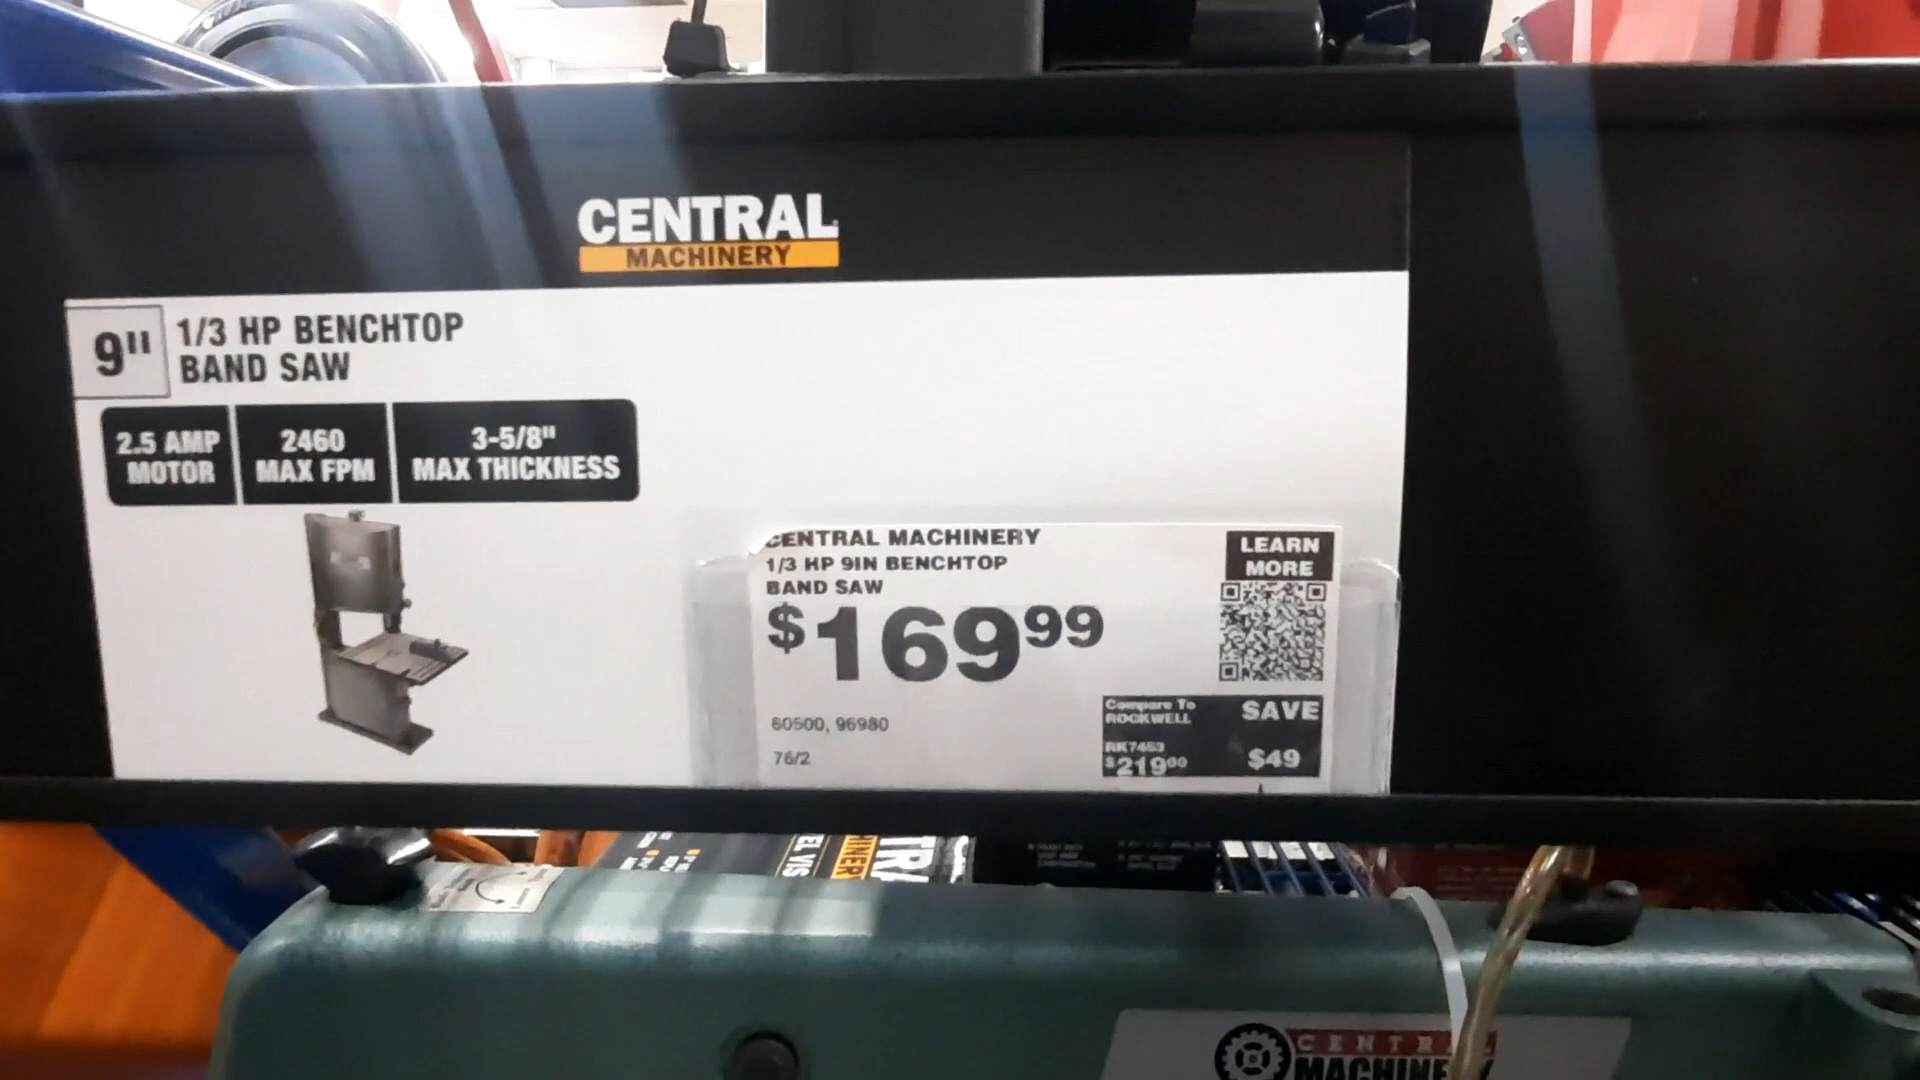 CENTRAL
MACHINERY
9"
1/3 HP BENCHTOP
BAND SAW
2.5 AMP
MOTOR
2460
MAX FPM
3-5/8"
MAX THICKNESS
CENTRAL MACHINERY
1/3 HP 9IN BENCHTOP
BAND SAW
$169 99
60500, 96980
76/2
LEARN
MORE
Compare To
ROCKWELL
RK7453
$219 00
SAVE
$49
CENTRAL
MACHINERY